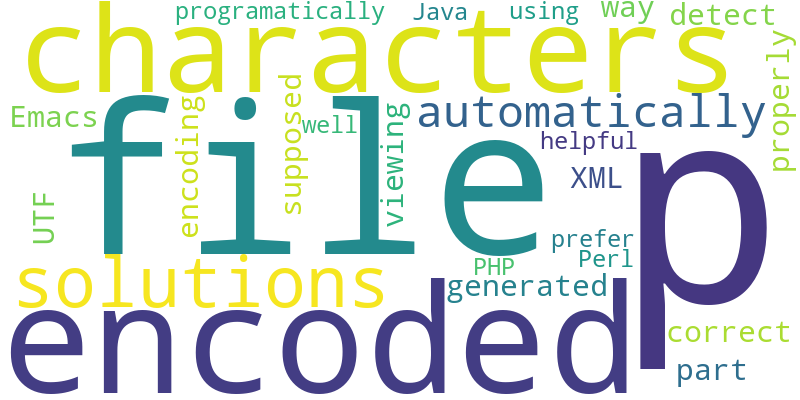 programatically Java using way detect
characters
properly
Emacs
encoding
supposed
well
viewing
automatically
helpful
file
p
XML
UTF
prefer
Perl
PHP
solutions
generated
encoded
correct
part